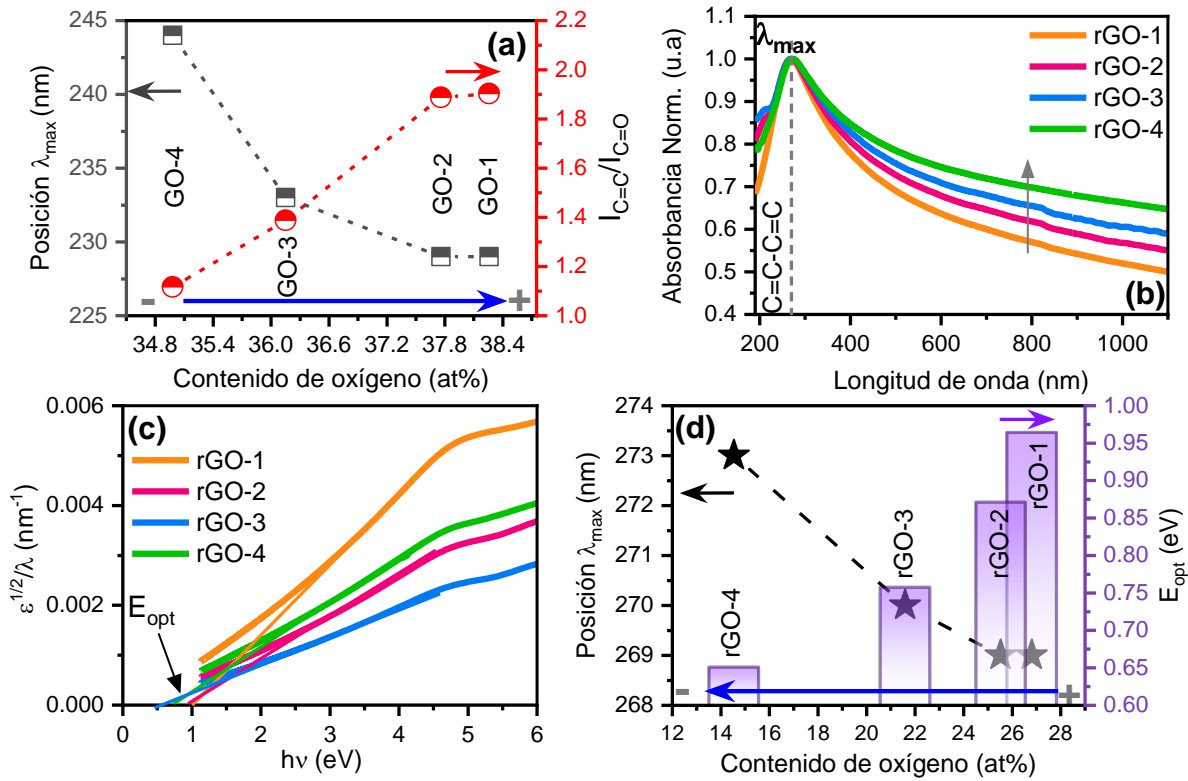 (a)
245
240
235
230
225
Posición λmax (nm)
34.8 35.4 36.0 36.6 37.2 37.8 38.4
Contenido de oxígeno (at%)
2.2
2.0
1.8
1.6
1.4
1.2
1.0
IC=C/IC=O
GO-4
GO-3
GO-2
GO-1
-
+
(b)
1.0
0.9
0.8
0.7
0.6
0.5
0.4
Absorbancia Norm. (u.a)
200 400 600 800 1000
Longitud de onda (nm)
λmax
C=C-C=C
rGO-1
rGO-2
rGO-3
rGO-4
(c)
0.006
0.004
0.002
0.000
ε1/2/λ (nm-1)
0 1 2 3 4 5 6
hν (eV)
rGO-1
rGO-2
rGO-3
rGO-4
Eopt
(d)
274
273
272
271
270
269
268
Posición λmax (nm)
12 14 16 18 20 22 24 26 28
Contenido de oxígeno (at%)
1.00
0.95
0.90
0.85
0.80
0.75
0.70
0.65
0.60
Eopt (eV)
rGO-4
rGO-3
rGO-2
rGO-1
-
+